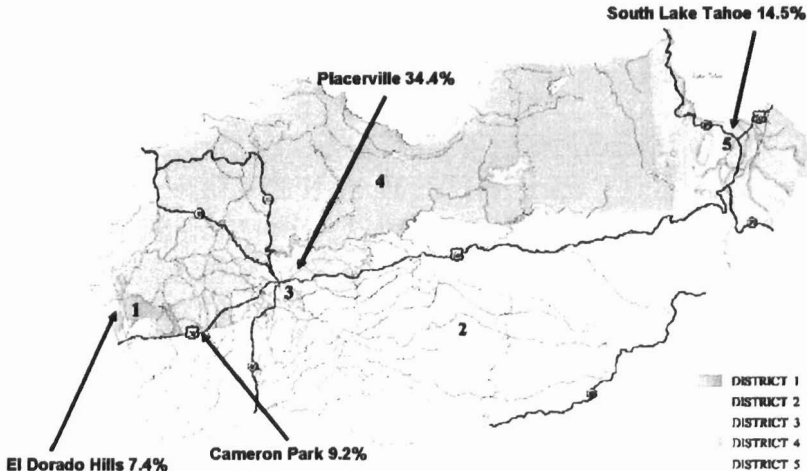 South Lake Tahoe 14.5%
Placerville 34.4%
4
5
3
1
2
El Dorado Hills 7.4%
Cameron Park 9.2%
DISTRICT 1
DISTRICT 2
DISTRICT 3
DISTRICT 4
DISTRICT 5